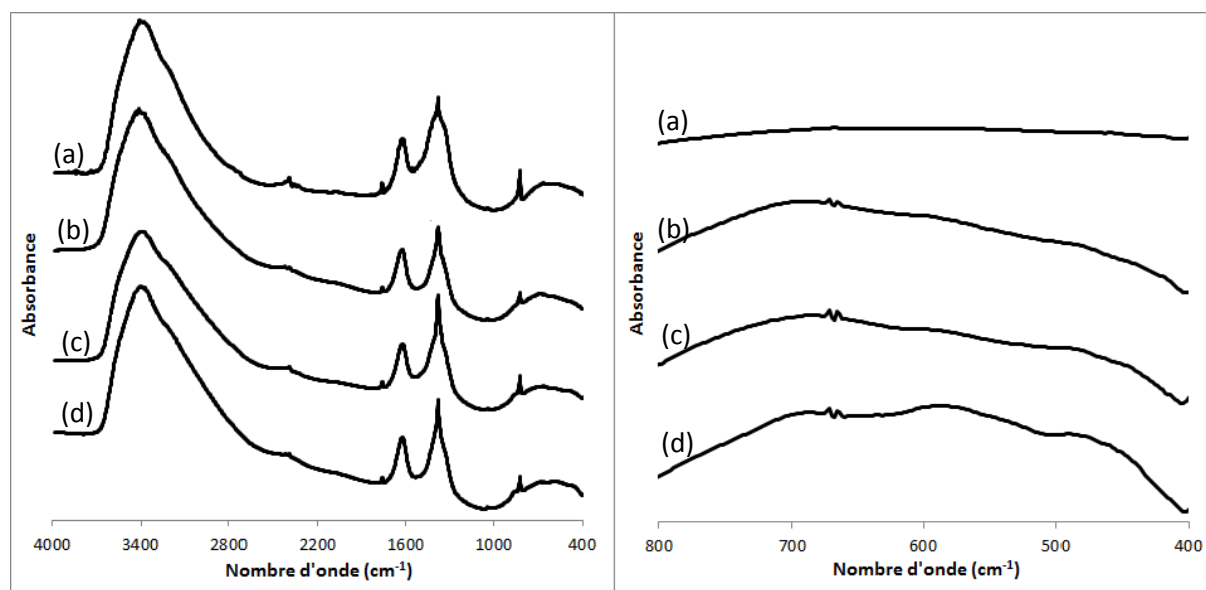 (a)
(b)
(c)
(d)
Absorbance
4000 3400 2800 2200 1600 1000 400
Nombre d'onde (cm-1)
(a)
(b)
(c)
(d)
Absorbance
800 700 600 500 400
Nombre d'onde (cm-1)